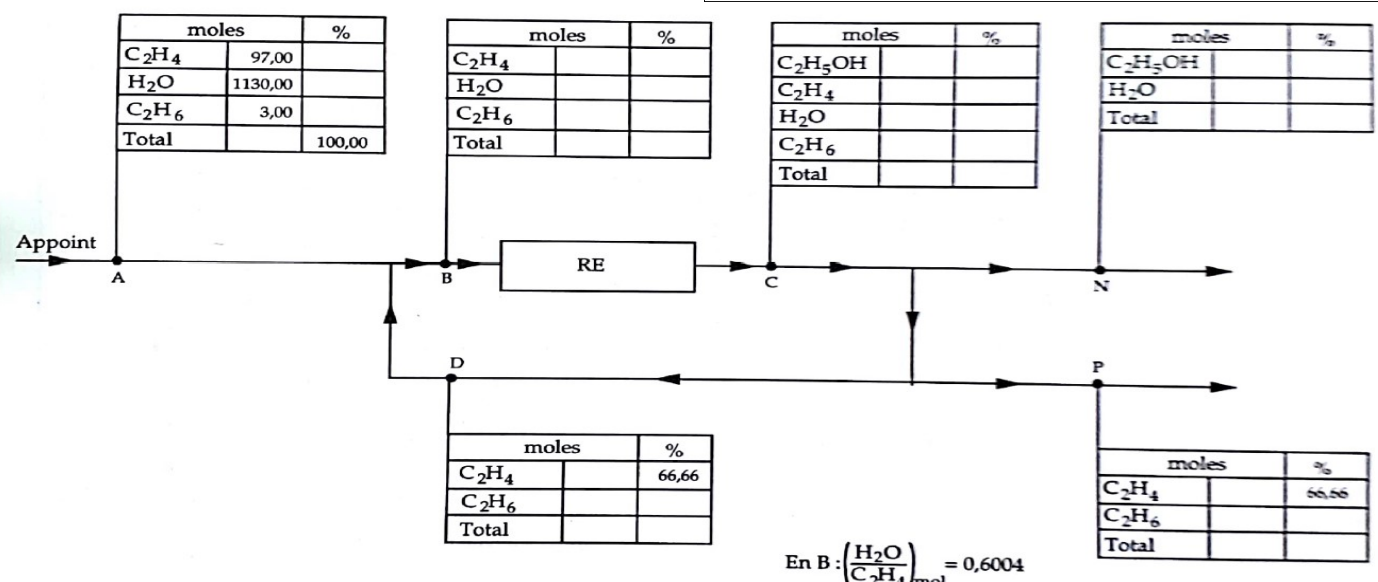 moles %
C2H4 97,00
H2O 1130,00
C2H6 3,00
Total 100,00
moles %
C2H4
H2O
C2H6
Total
moles %
C2H5OH
C2H4
H2O
C2H6
Total
moles %
C2H5OH
H2O
Total
Appoint
A
B
RE
C
N
D
P
moles %
C2H4 66,66
C2H6
Total
moles %
C2H4 66,66
C2H6
Total
En B : (H2O / C2H4)mol = 0,6004